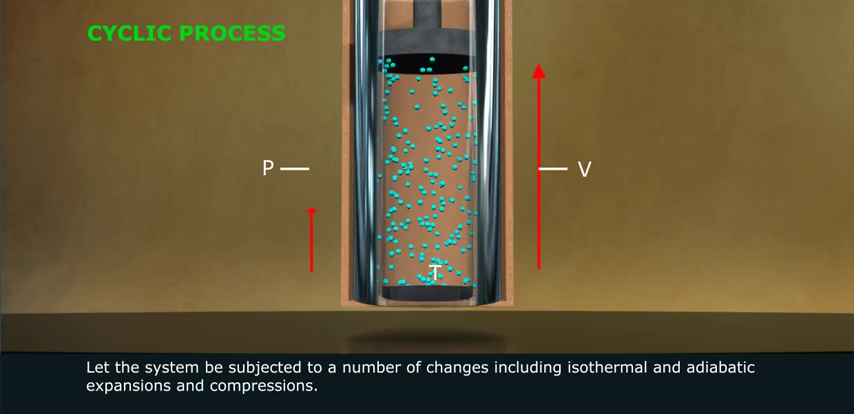 CYCLIC PROCESS
P
V
T
Let the system be subjected to a number of changes including isothermal and adiabatic
expansions and compressions.